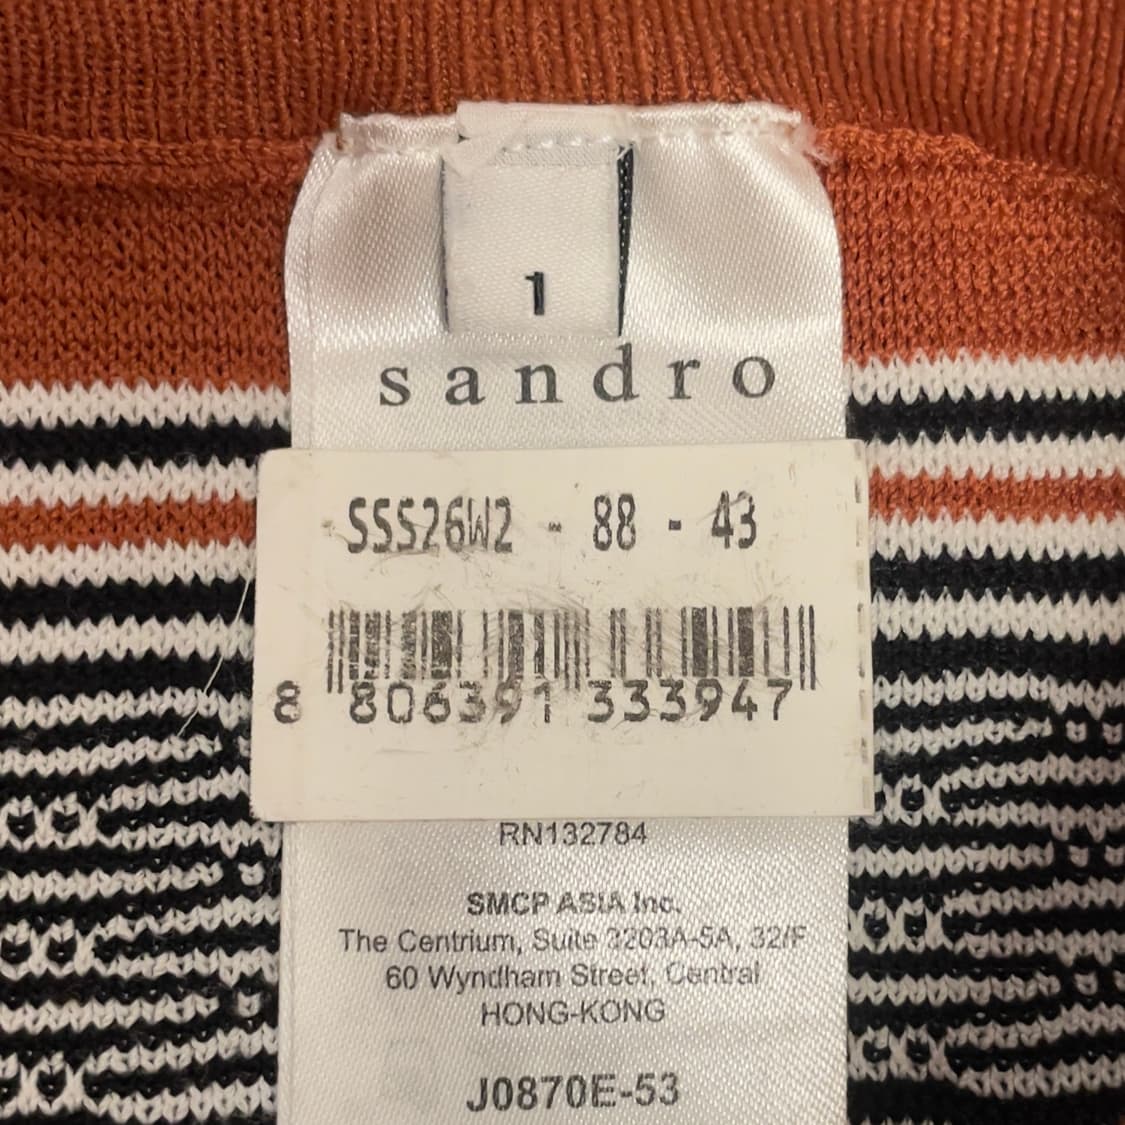 1
sandro
SSS26W2 - 88 - 43
8 806391 333947
RN132784
SMCP ASIA Inc.
The Centrium, Suite 3203A-5A, 32/F
60 Wyndham Street, Central
HONG-KONG
J0870E-53